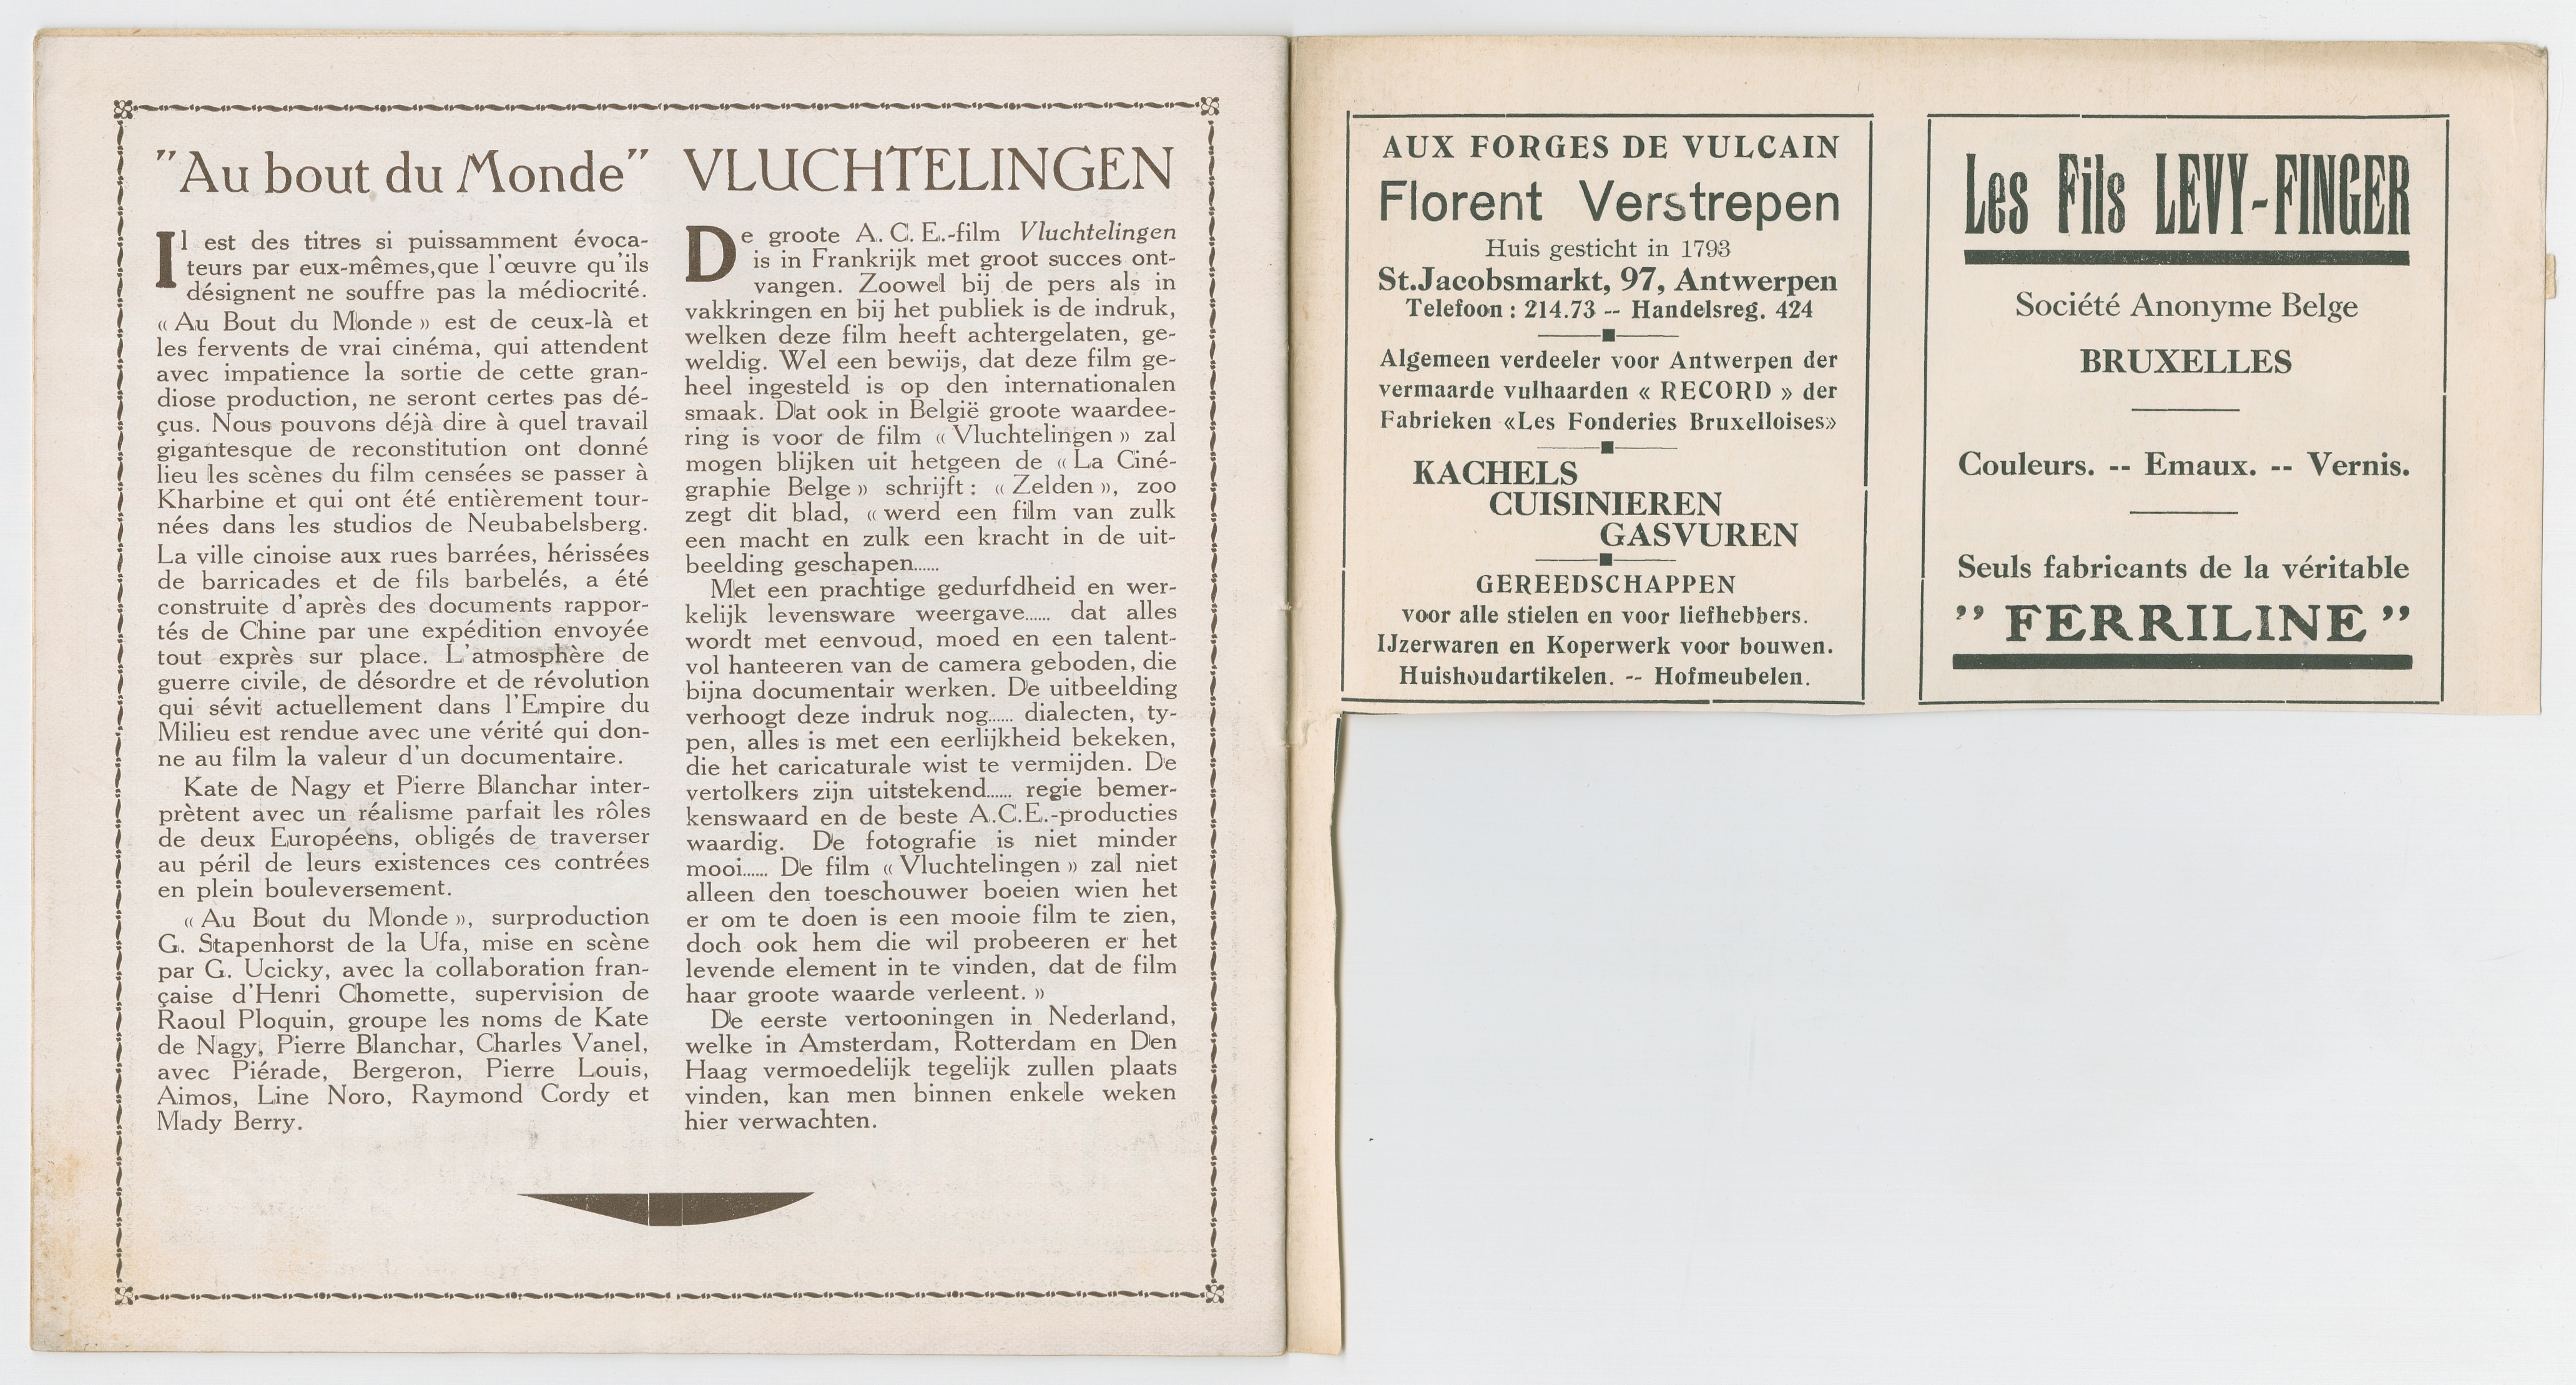 "Au bout du Monde"
Il est des titres si puissamment évoca-
teurs par eux-mêmes,que l'œuvre qu'ils
désignent ne souffre pas la médiocrité.
« Au Bout du Monde » est de ceux-là et
les fervents de vrai cinéma, qui attendent
avec impatience la sortie de cette gran-
diose production, ne seront certes pas dé-
çus. Nous pouvons déjà dire à quel travail
gigantesque de reconstitution ont donné
lieu les scènes du film censées se passer à
Kharbine et qui ont été entièrement tour-
nées dans les studios de Neubabelsberg.
La ville cinoise aux rues barrées, hérissées
de barricades et de fils barbelés, a été
construite d'après des documents rappor-
tés de Chine par une expédition envoyée
tout exprès sur place. L'atmosphère de
guerre civile, de désordre et de révolution
qui sévit actuellement dans l'Empire du
Milieu est rendue avec une vérité qui don-
ne au film la valeur d'un documentaire.
Kate de Nagy et Pierre Blanchar inter-
prètent avec un réalisme parfait les rôles
de deux Européens, obligés de traverser
au péril de leurs existences ces contrées
en plein bouleversement.
« Au Bout du Monde », surproduction
G. Stapenhorst de la Ufa, mise en scène
par G. Ucicky, avec la collaboration fran-
çaise d'Henri Chomette, supervision de
Raoul Ploquin, groupe les noms de Kate
de Nagy, Pierre Blanchar, Charles Vanel,
avec Piérade, Bergeron, Pierre Louis,
Aimos, Line Noro, Raymond Cordy et
Mady Berry.
VLUCHTELINGEN
De groote A. C. E.-film Vluchtelingen
is in Frankrijk met groot succes ont-
vangen. Zoowel bij de pers als in
vakkringen en bij het publiek is de indruk,
welken deze film heeft achtergelaten, ge-
weldig. Wel een bewijs, dat deze film ge-
heel ingesteld is op den internationalen
smaak. Dat ook in België groote waardee-
ring is voor de film « Vluchtelingen » zal
mogen blijken uit hetgeen de « La Ciné-
graphie Belge » schrijft : « Zelden », zoo
zegt dit blad, « werd een film van zulk
een macht en zulk een kracht in de uit-
beelding geschapen......
Met een prachtige gedurfdheid en wer-
kelijk levensware weergave...... dat alles
wordt met eenvoud, moed en een talent-
vol hanteeren van de camera geboden, die
bijna documentair werken. De uitbeelding
verhoogt deze indruk nog...... dialecten, ty-
pen, alles is met een eerlijkheid bekeken,
die het caricaturale wist te vermijden. De
vertolkers zijn uitstekend...... regie bemer-
kenswaard en de beste A.C.E.-producties
waardig. De fotografie is niet minder
mooi...... De film « Vluchtelingen » zal niet
alleen den toeschouwer boeien wien het
er om te doen is een mooie film te zien,
doch ook hem die wil probeeren er het
levende element in te vinden, dat de film
haar groote waarde verleent. »
De eerste vertooningen in Nederland,
welke in Amsterdam, Rotterdam en Den
Haag vermoedelijk tegelijk zullen plaats
vinden, kan men binnen enkele weken
hier verwachten.
AUX FORGES DE VULCAIN
Florent Verstrepen
Huis gesticht in 1793
St.Jacobsmarkt, 97, Antwerpen
Telefoon : 214.73 -- Handelsreg. 424
Algemeen verdeeler voor Antwerpen der
vermaarde vulhaarden « RECORD » der
Fabrieken «Les Fonderies Bruxelloises»
KACHELS
CUISINIEREN
GASVUREN
GEREEDSCHAPPEN
voor alle stielen en voor liefhebbers.
IJzerwaren en Koperwerk voor bouwen.
Huishoudartikelen. -- Hofmeubelen.
Les Fils LEVY-FINGER
Société Anonyme Belge
BRUXELLES
Couleurs. -- Emaux. -- Vernis.
Seuls fabricants de la véritable
" FERRILINE "